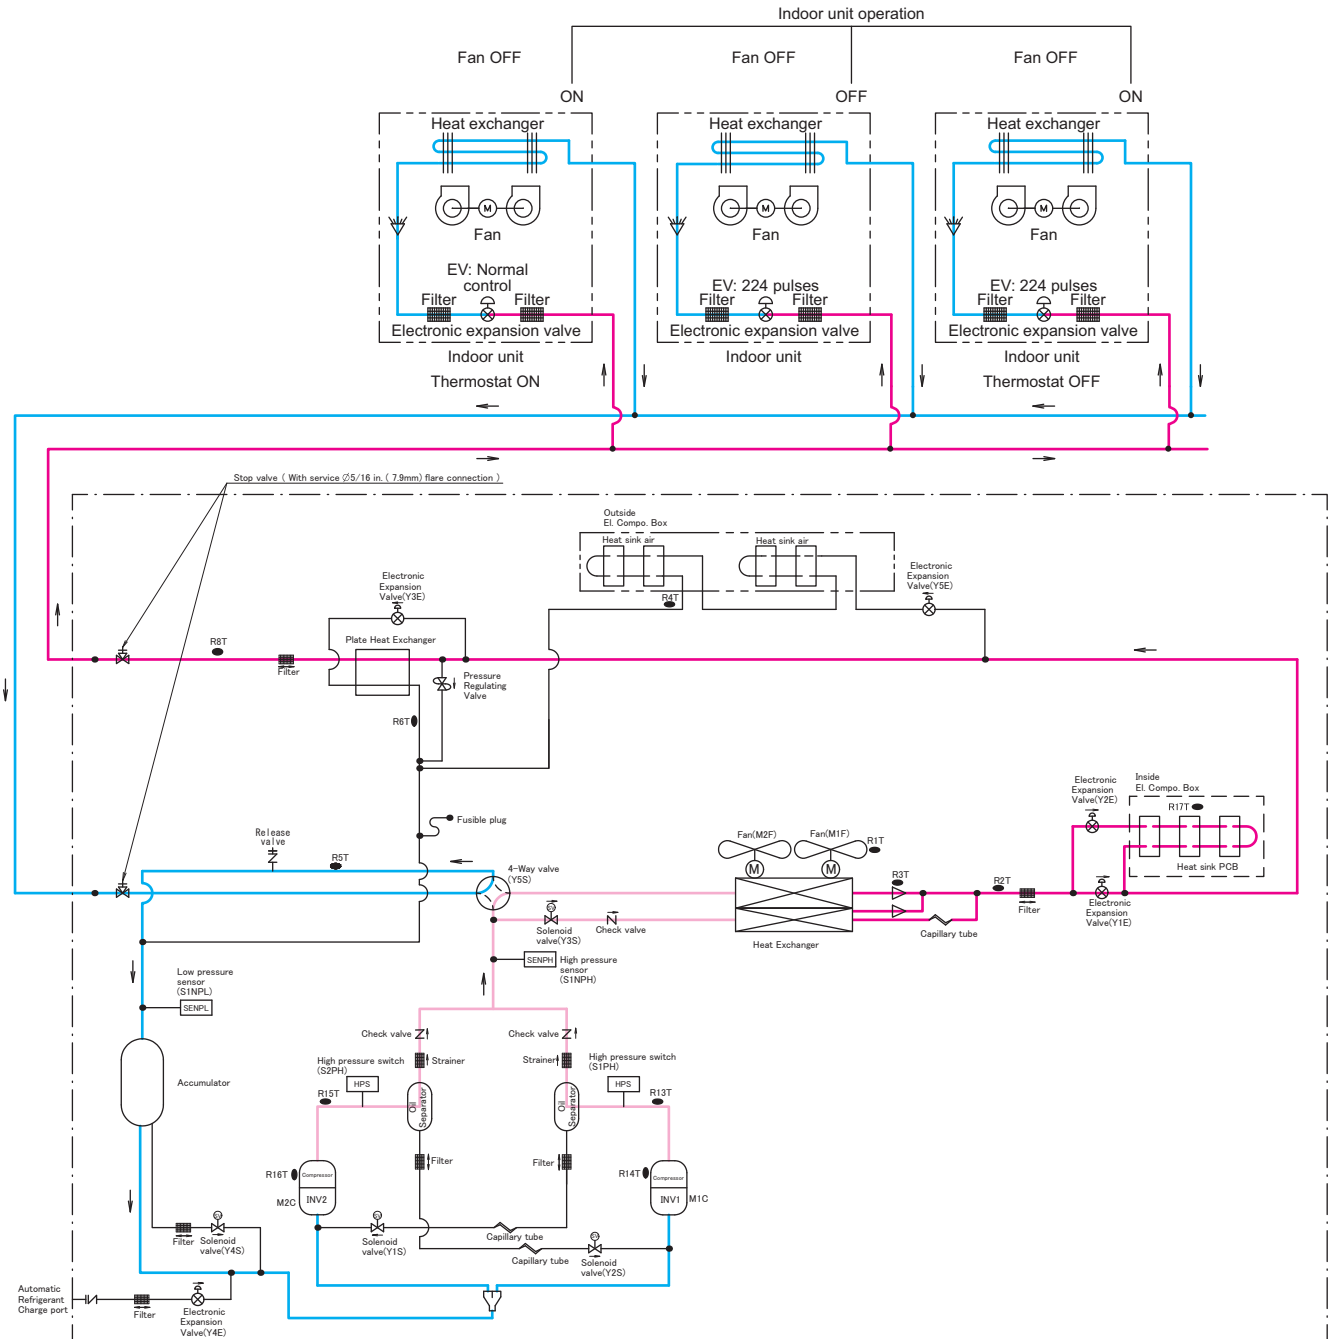 Indoor unit operation
Fan OFF
Fan OFF
Fan OFF
ON
OFF
ON
Heat exchanger
Heat exchanger
Heat exchanger
M
M
M
Fan
Fan
Fan
EV: Normal
control
EV: 224 pulses
EV: 224 pulses
Filter
Filter
Filter
Filter
Filter
Filter
Electronic expansion valve
Electronic expansion valve
Electronic expansion valve
Indoor unit
Indoor unit
Indoor unit
Thermostat ON
Thermostat OFF
Stop valve ( With service ∅5/16 in. ( 7.9mm) flare connection )
Outside
El. Compo. Box
Heat sink air
Heat sink air
R4T
Electronic
Expansion
Valve(Y5E)
Electronic
Expansion
Valve(Y3E)
R8T
Filter
Plate Heat Exchanger
Pressure
Regulating
Valve
R6T
Fusible plug
Release
valve
R5T
4-Way valve
(Y5S)
Fan(M2F)
Fan(M1F)
M
M
R1T
R3T
R2T
Filter
Electronic
Expansion
Valve(Y2E)
Inside
El. Compo. Box
R17T
Heat sink PCB
Electronic
Expansion
Valve(Y1E)
SV
Solenoid
valve(Y3S)
Check valve
Heat Exchanger
Capillary tube
SENPH
High pressure
sensor
(S1NPH)
Low pressure
sensor
(S1NPL)
SENPL
Accumulator
Check valve
Check valve
Strainer
Strainer
High pressure switch
(S2PH)
HPS
High pressure switch
(S1PH)
HPS
R15T
R13T
Oil
Separator
Oil
Separator
Filter
Filter
R16T
Compressor
INV2
M2C
R14T
Compressor
INV1
M1C
SV
Solenoid
valve(Y1S)
Capillary tube
Capillary tube
SV
Solenoid
valve(Y2S)
SV
Filter
Solenoid
valve(Y4S)
Automatic
Refrigerant
Charge port
Filter
Electronic
Expansion
Valve(Y4E)